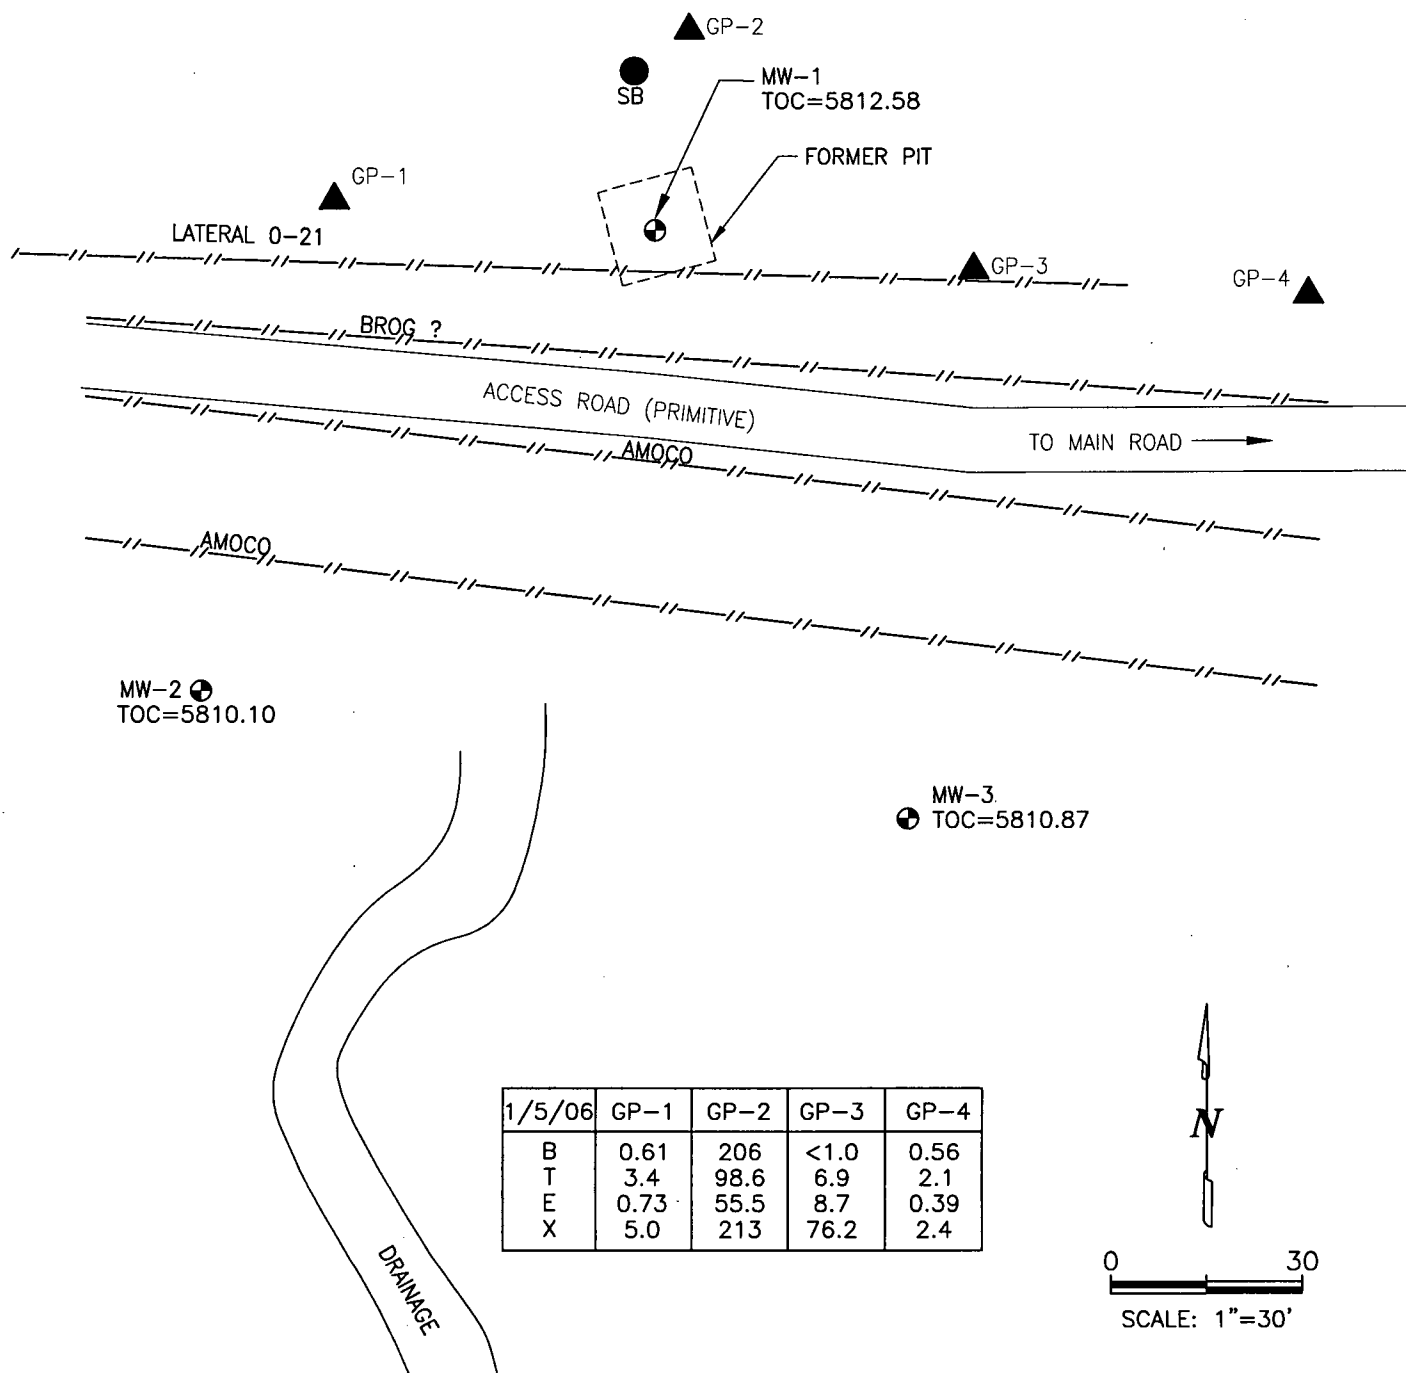 GP-2
SB
MW-1
TOC=5812.58
FORMER PIT
GP-1
LATERAL 0-21
GP-3
GP-4
BROG ?
ACCESS ROAD (PRIMITIVE)
TO MAIN ROAD
AMOCO
AMOCO
MW-2
TOC=5810.10
MW-3
TOC=5810.87
1/5/06 GP-1 GP-2 GP-3 GP-4
B 0.61 206 <1.0 0.56
T 3.4 98.6 6.9 2.1
E 0.73 55.5 8.7 0.39
X 5.0 213 76.2 2.4
DRAINAGE
N
0 30
SCALE: 1"=30'